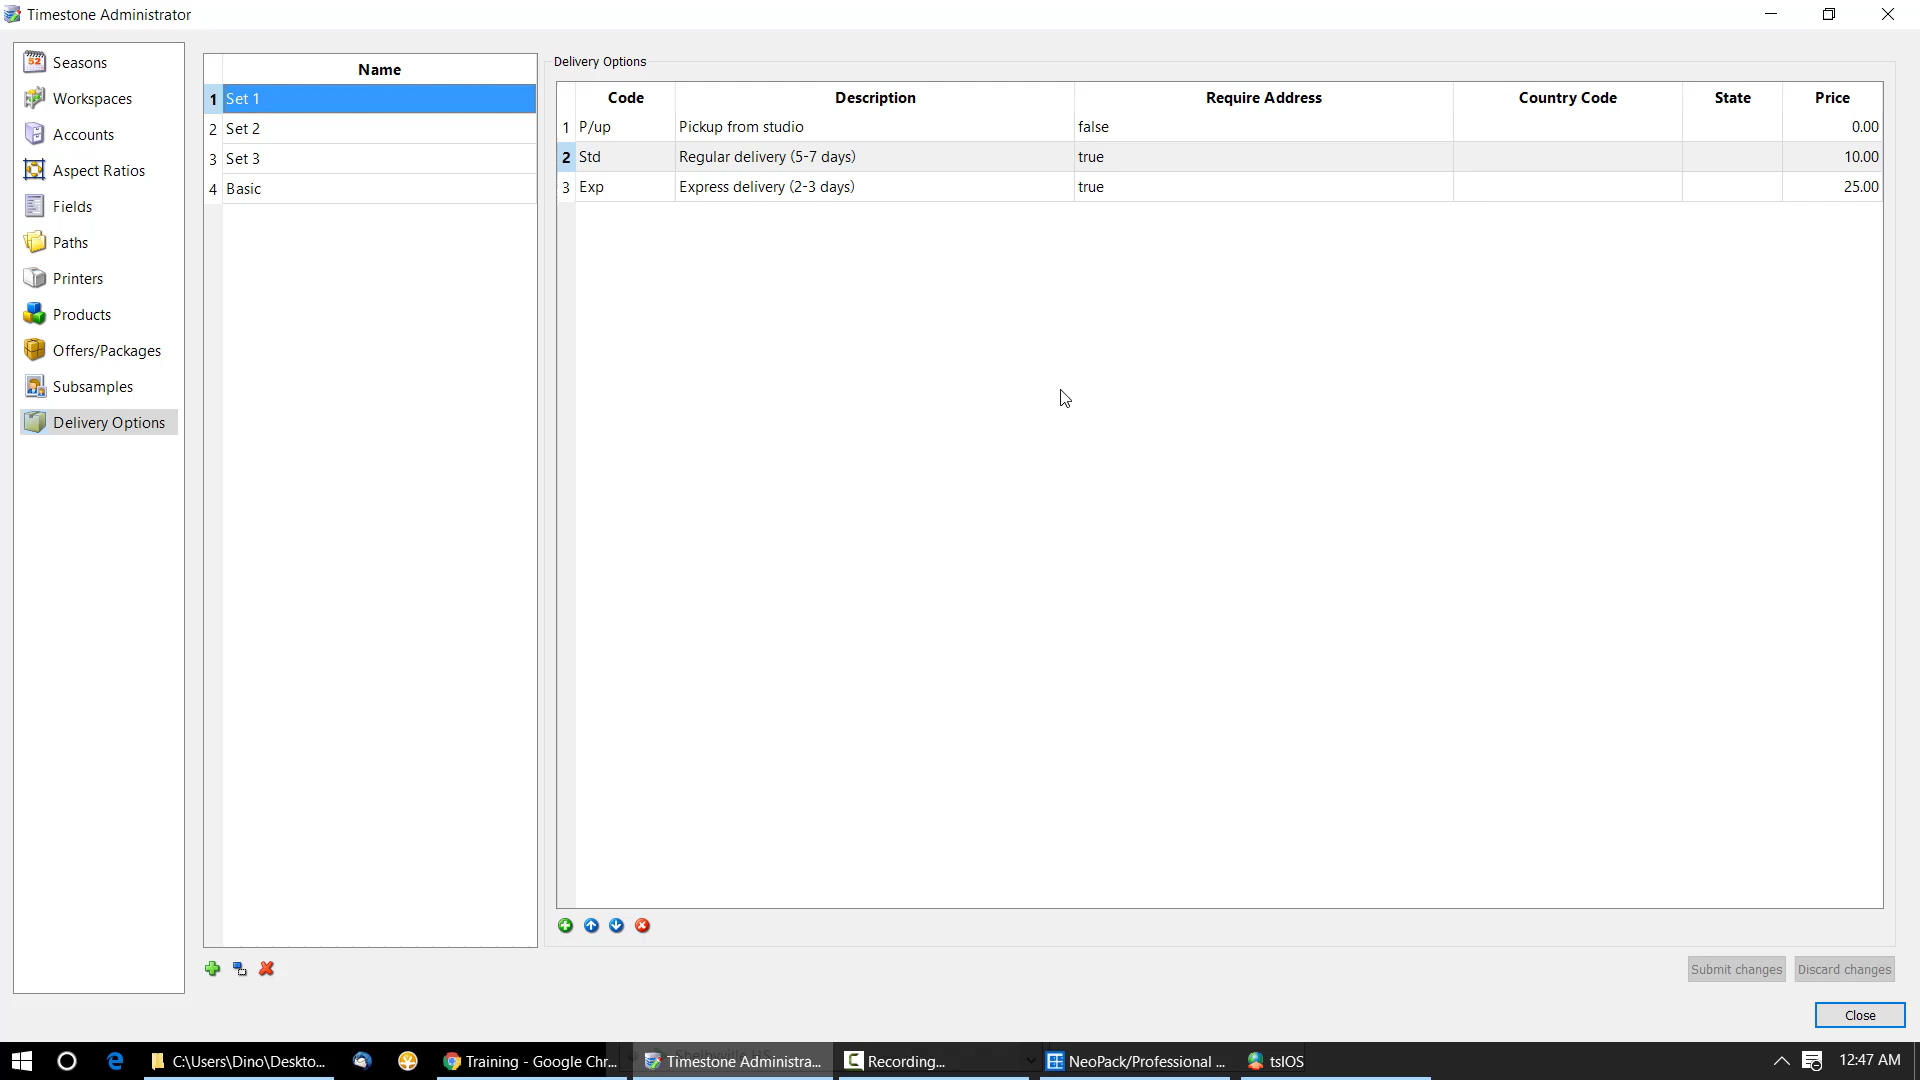 Timestone Administrator
52
Seasons
Workspaces
Accounts
Aspect Ratios
Fields
Paths
Printers
Products
Offers/Packages
Subsamples
Delivery Options
Name
1 Set 1
2 Set 2
3 Set 3
4 Basic
Delivery Options
Code Description Require Address Country Code State Price
1 P/up Pickup from studio false 0.00
2 Std Regular delivery (5-7 days) true 10.00
3 Exp Express delivery (2-3 days) true 25.00
Submit changes Discard changes
Close
C:\Users\Dino\Deskto... Training - Google Chr... Timestone Administra... Recording... NeoPack/Professional ... tsIOS 12:47 AM